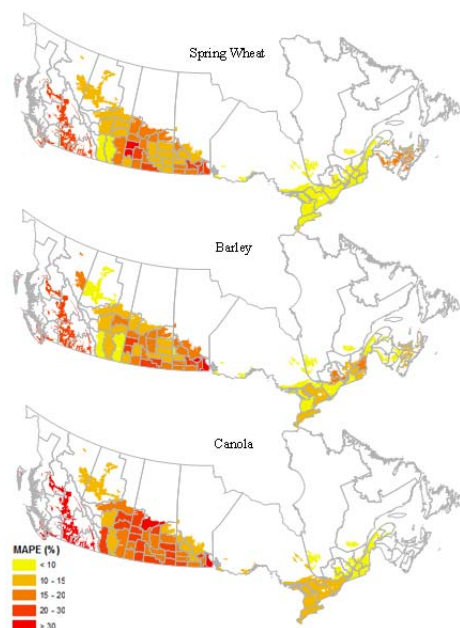 Spring Wheat
Barley
Canola
MAPE (%)
< 10
10 - 15
15 - 20
20 - 30
> 30